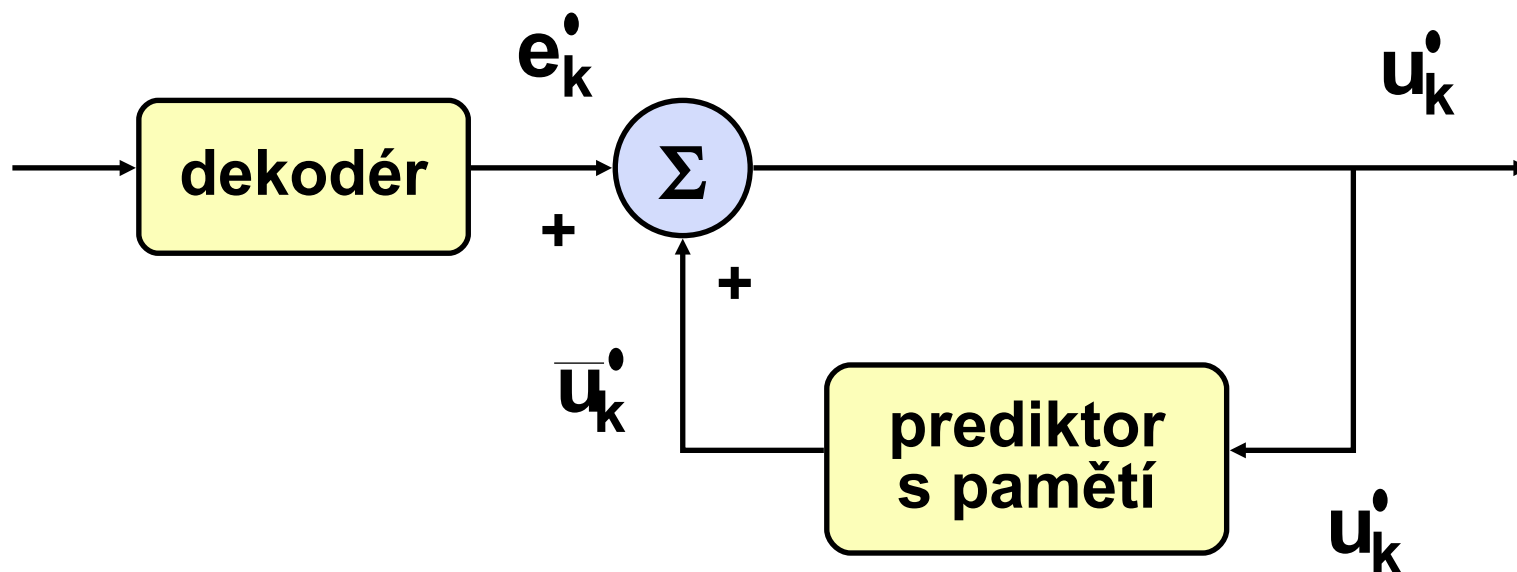 e•k
u•k
dekodér
Σ
+
+
u̅•k
prediktor
s pamětí
u•k